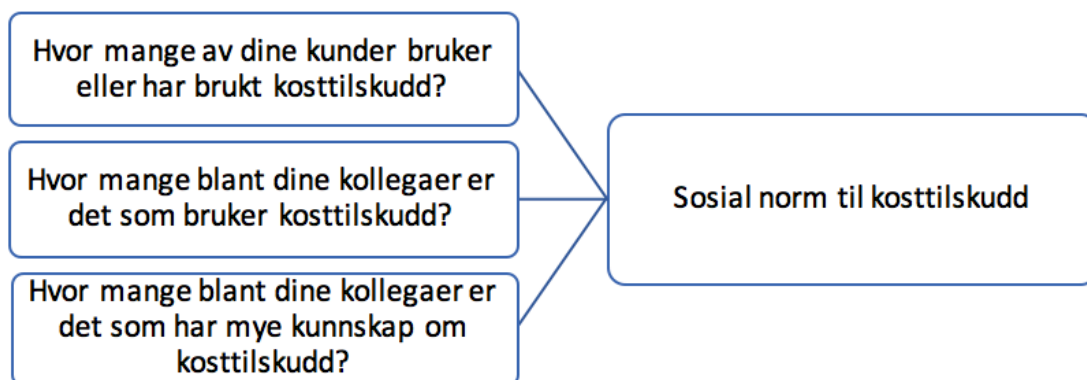 Hvor mange av dine kunder bruker
eller har brukt kosttilskudd?
Hvor mange blant dine kollegaer er
det som bruker kosttilskudd?
Hvor mange blant dine kollegaer er
det som har mye kunnskap om
kosttilskudd?
Sosial norm til kosttilskudd